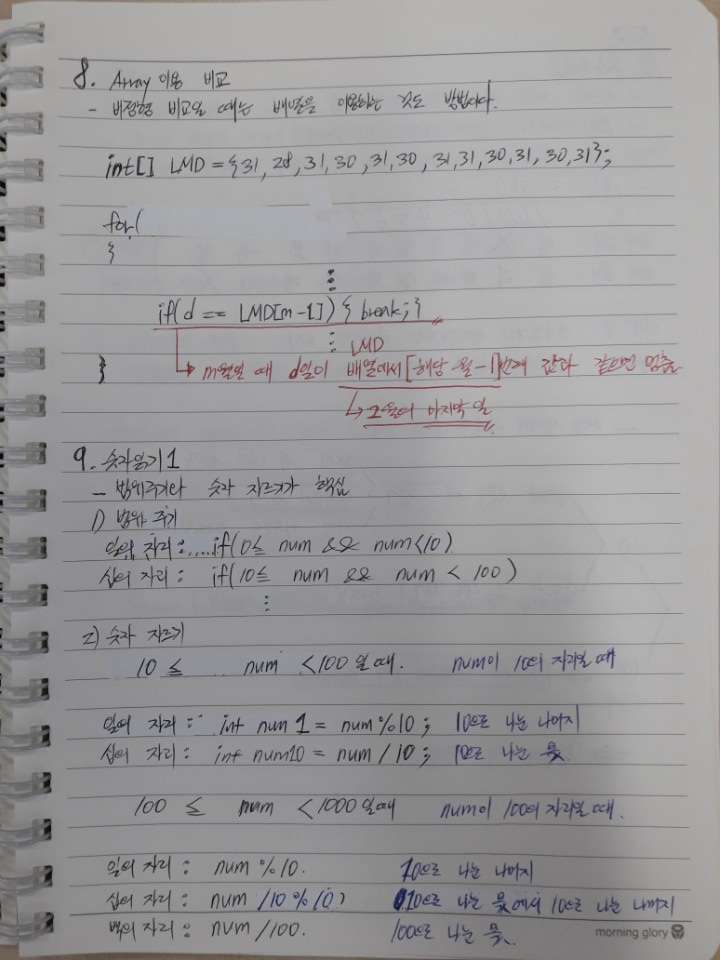 8. Array 이용 비교
- 비정형 비교일 때는 배열을 이용하는 것도 방법이다.
int[] LMD = {31, 28, 31, 30, 31, 30, 31, 31, 30, 31, 30, 31};
for(
{
⋮
if(d == LMD[m-1]) { break; }
⋮ LMD
} ↳ m월일 때 d일이 배열에서 [해당 월-1]번째 값과 같으면 멈춤
↳ 그월의 마지막 일
9. 숫자읽기 1
- 범위주기와 숫자 자르기가 핵심
1) 범위 주기
일의 자리 : ....if(0≤ num && num<10)
십의 자리 : if(10≤ num && num < 100)
⋮
2) 숫자 자르기
10 ≤ num <100 일 때. num이 10의 자리일 때
일의 자리 : int num 1 = num%10 ; 10으로 나눈 나머지
십의 자리 : int num10 = num / 10 ; 10으로 나눈 몫.
100 ≤ num <1000 일때 num이 100의 자리일 때.
일의 자리 : num % 10. 10으로 나눈 나머지
십의 자리 : num /10 % 10 10으로 나눈 몫에서 10으로 나눈 나머지
백의 자리 : num /100. 100으로 나눈 몫.
morning glory